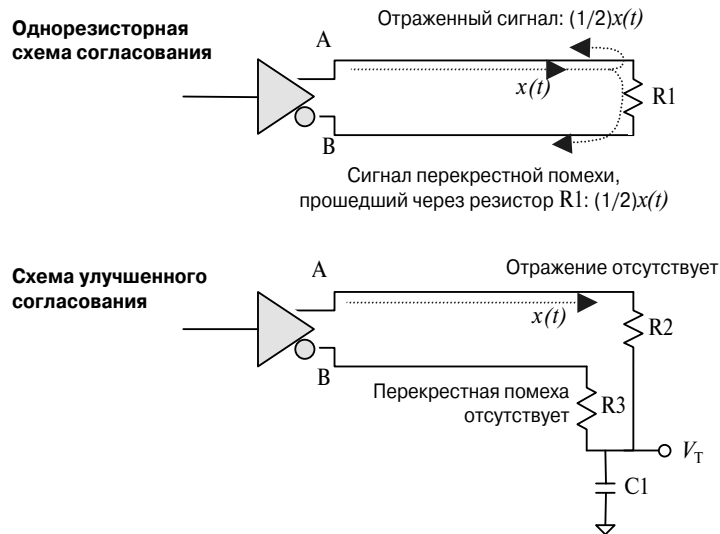 Однорезисторная
схема согласования
A
Отраженный сигнал: (1/2)x(t)
x(t)
R1
B
Сигнал перекрестной помехи,
прошедший через резистор R1: (1/2)x(t)
Схема улучшенного
согласования
A
Отражение отсутствует
x(t)
R2
B
Перекрестная помеха
отсутствует
R3
VT
C1